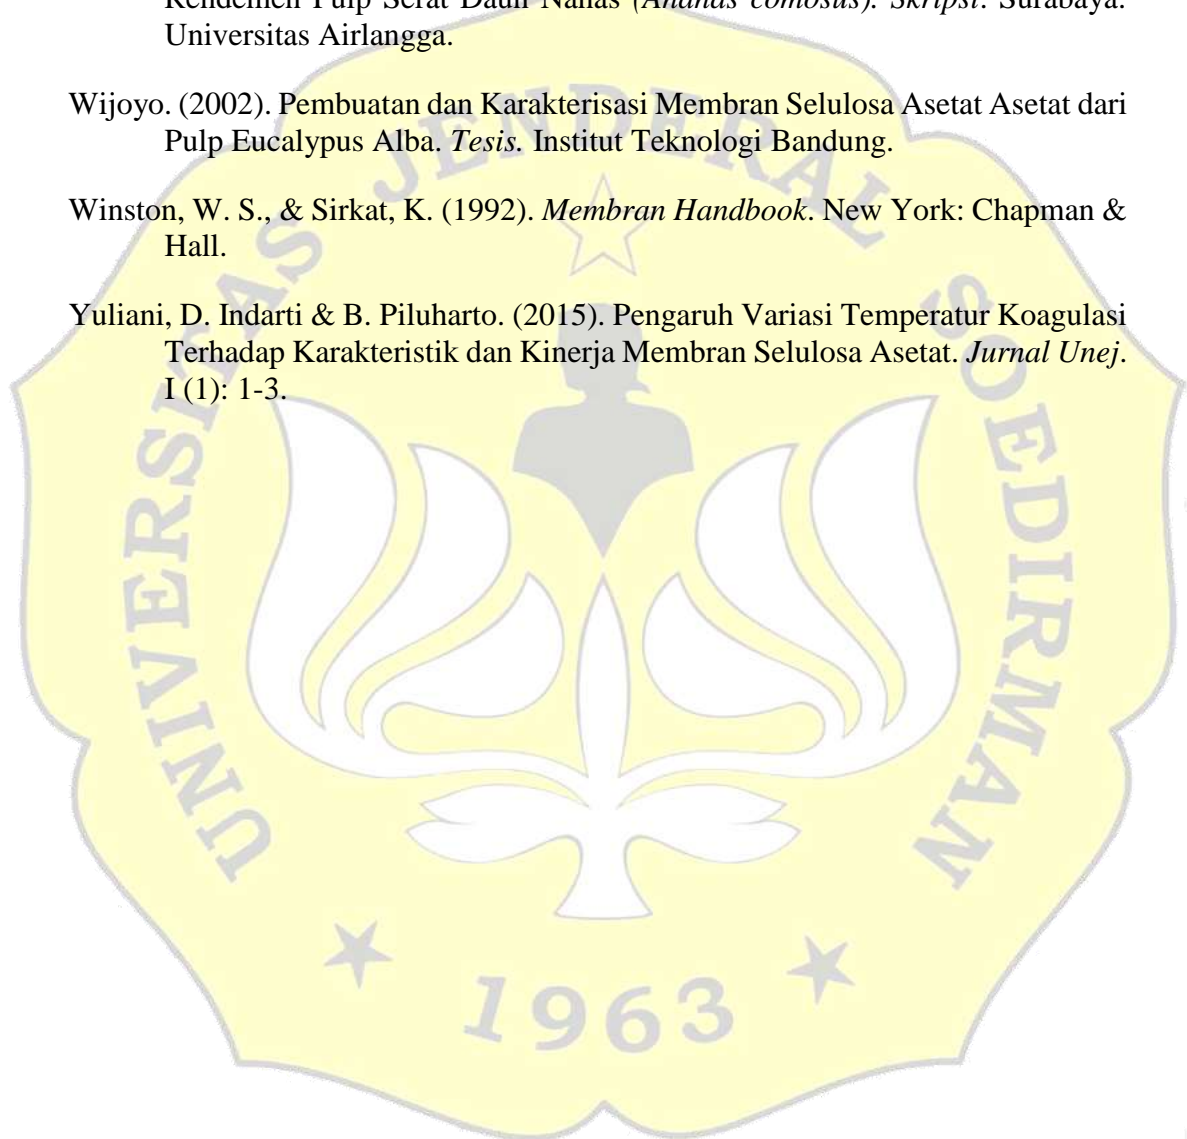 Rendemen Pulp Serat Daun Nanas (Ananas comosus). Skripsi. Surabaya:
Universitas Airlangga.
Wijoyo. (2002). Pembuatan dan Karakterisasi Membran Selulosa Asetat Asetat dari
Pulp Eucalypus Alba. Tesis. Institut Teknologi Bandung.
Winston, W. S., & Sirkat, K. (1992). Membran Handbook. New York: Chapman &
Hall.
Yuliani, D. Indarti & B. Piluharto. (2015). Pengaruh Variasi Temperatur Koagulasi
Terhadap Karakteristik dan Kinerja Membran Selulosa Asetat. Jurnal Unej.
I (1): 1-3.
UNIVERSITAS JENDERAL SOEDIRMAN
1963